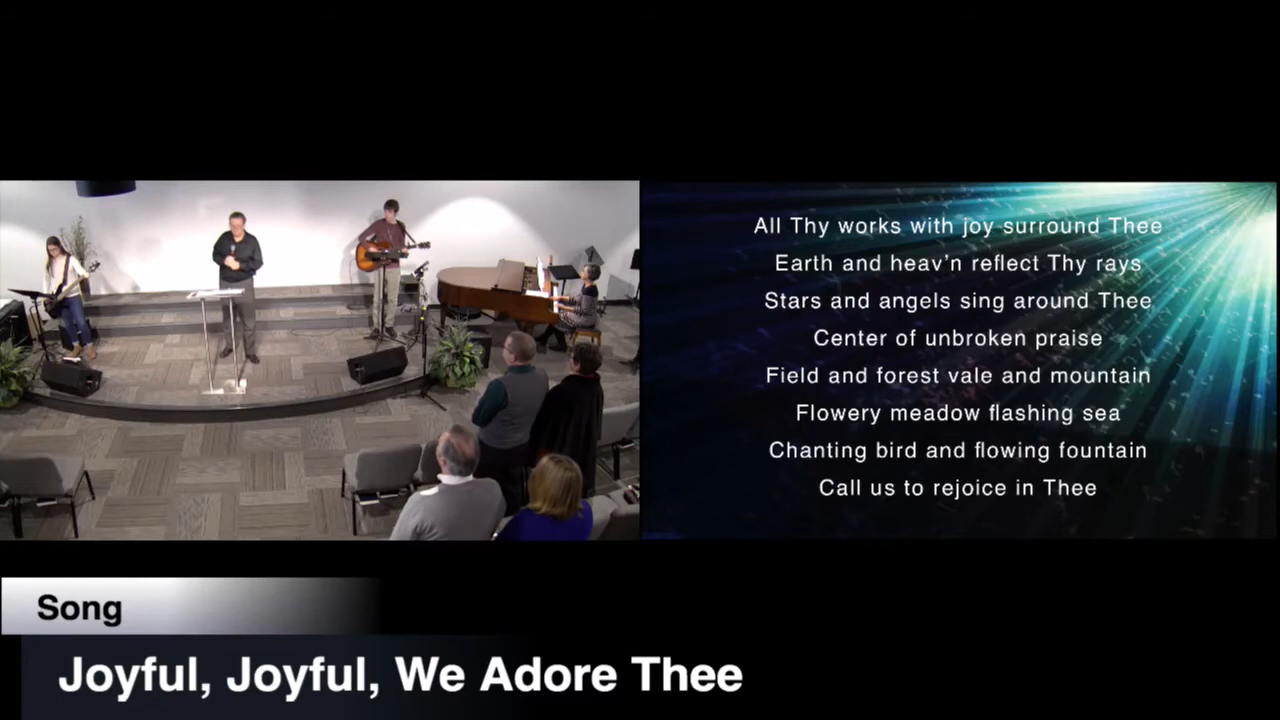 All Thy works with joy surround Thee
Earth and heav'n reflect Thy rays
Stars and angels sing around Thee
Center of unbroken praise
Field and forest vale and mountain
Flowery meadow flashing sea
Chanting bird and flowing fountain
Call us to rejoice in Thee
Song
Joyful, Joyful, We Adore Thee